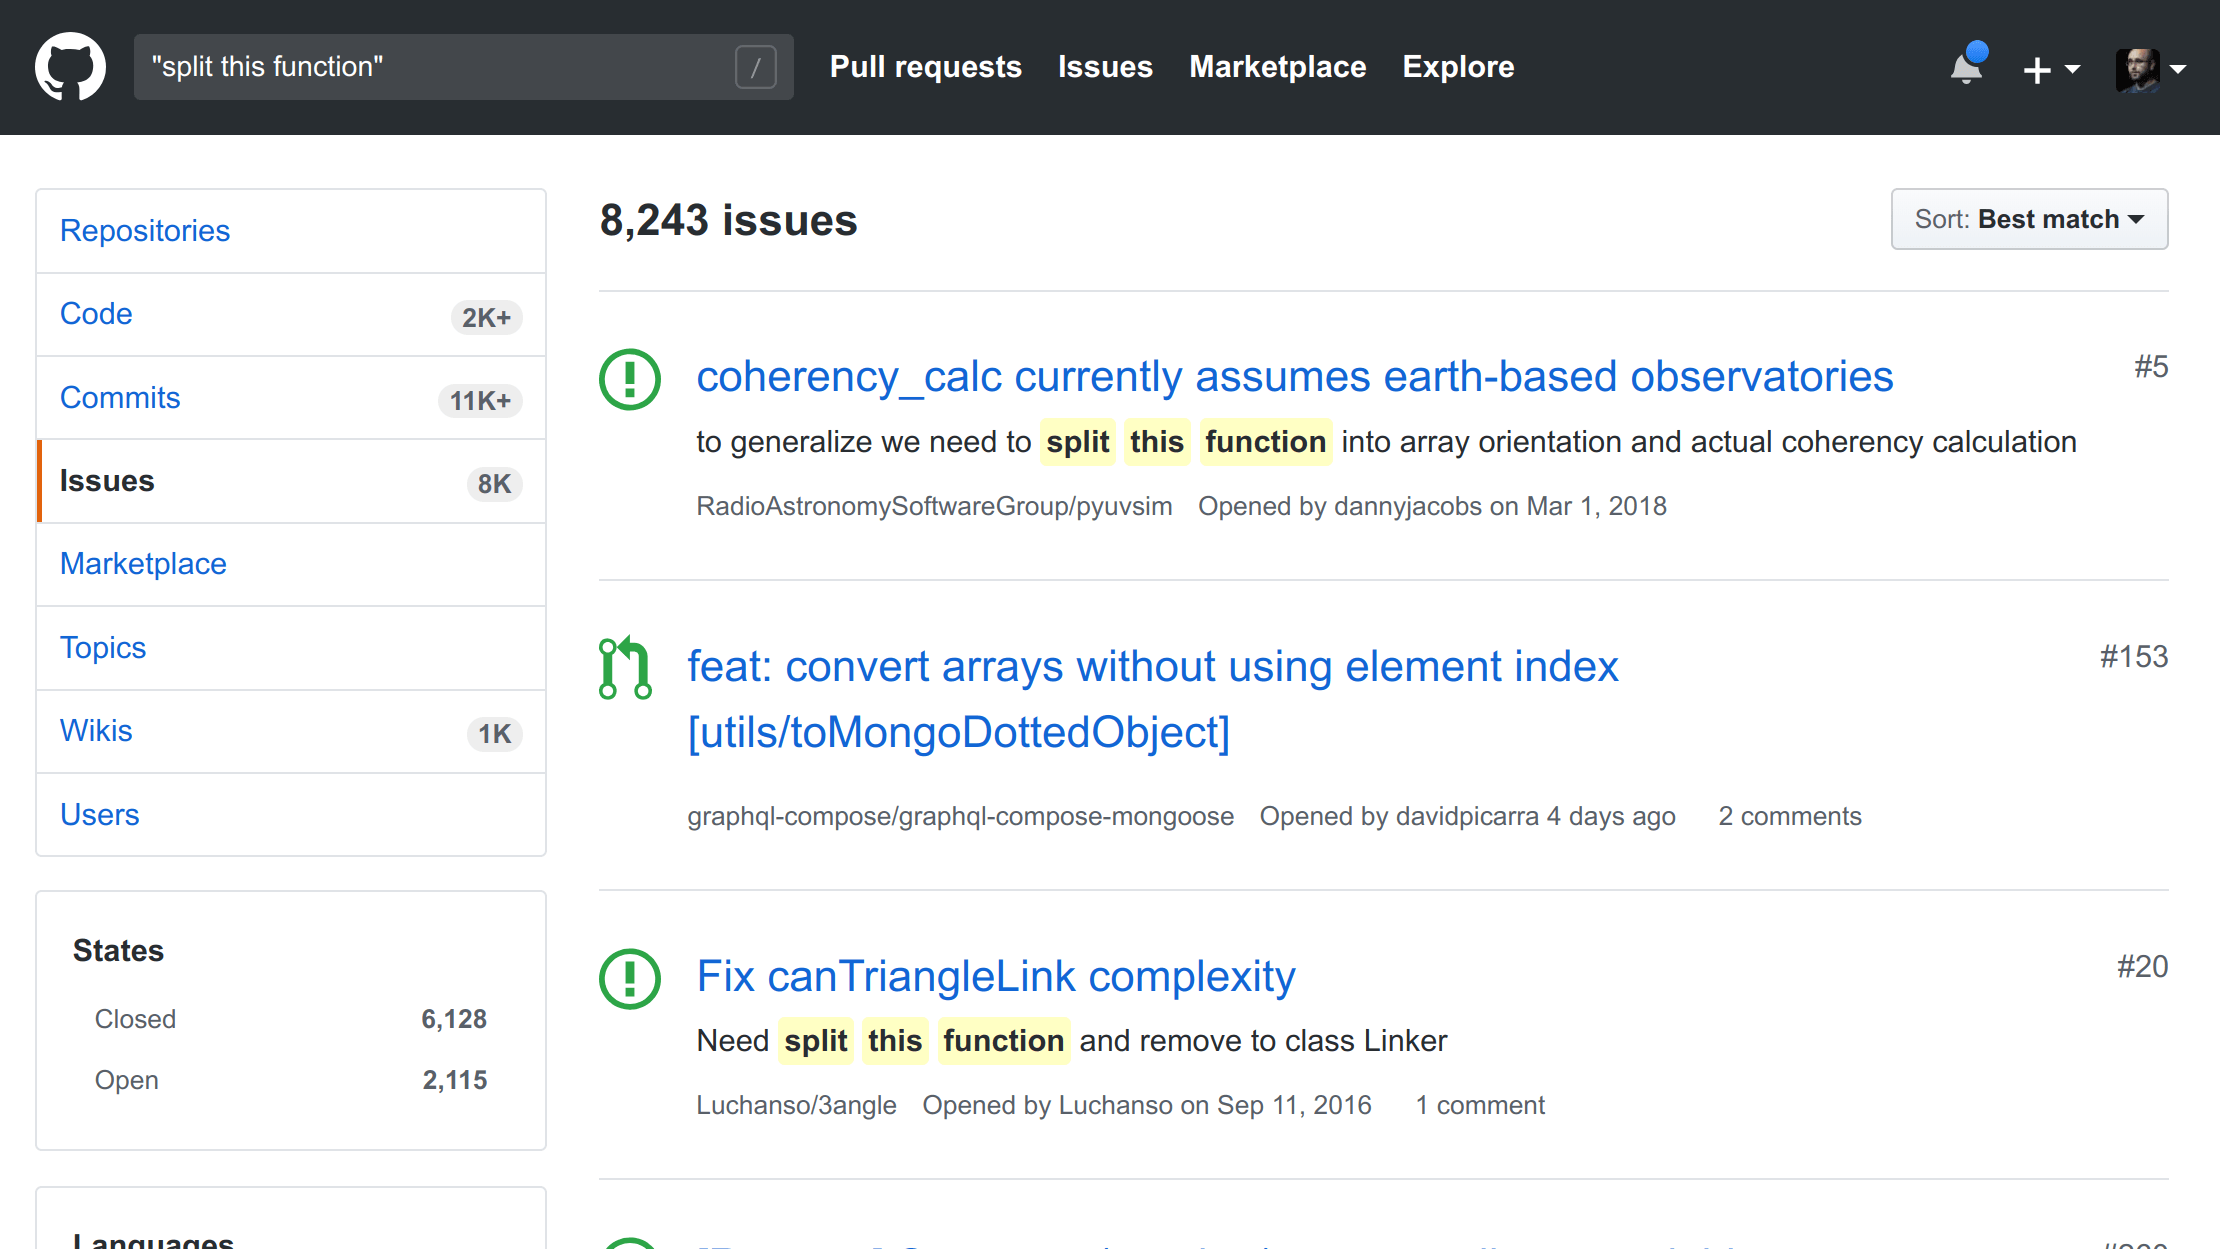 "split this function"
/
Pull requests Issues Marketplace Explore
Repositories
Code 2K+
Commits 11K+
Issues 8K
Marketplace
Topics
Wikis 1K
Users
States
Closed 6,128
Open 2,115
Languages
8,243 issues
Sort: Best match
coherency_calc currently assumes earth-based observatories #5
to generalize we need to split this function into array orientation and actual coherency calculation
RadioAstronomySoftwareGroup/pyuvsim Opened by dannyjacobs on Mar 1, 2018
feat: convert arrays without using element index #153
[utils/toMongoDottedObject]
graphql-compose/graphql-compose-mongoose Opened by davidpicarra 4 days ago 2 comments
Fix canTriangleLink complexity #20
Need split this function and remove to class Linker
Luchanso/3angle Opened by Luchanso on Sep 11, 2016 1 comment